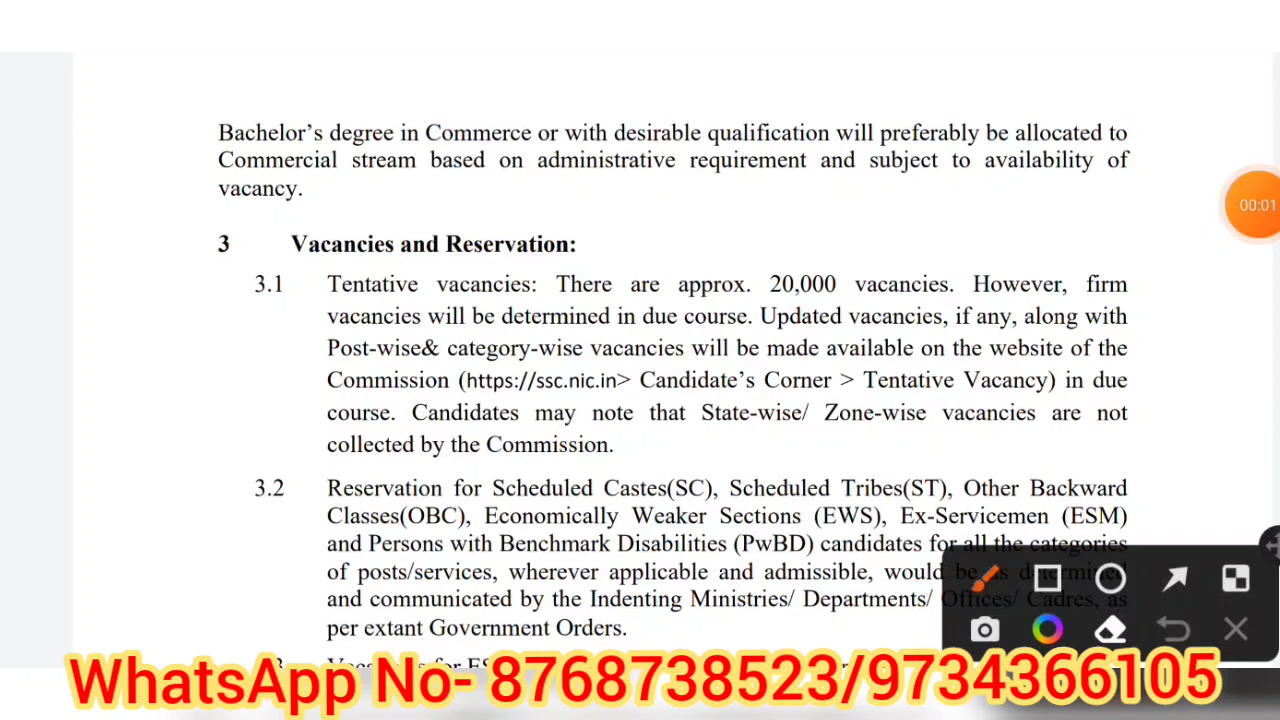 Bachelor's degree in Commerce or with desirable qualification will preferably be allocated to
Commercial stream based on administrative requirement and subject to availability of
vacancy.
3 Vacancies and Reservation:
3.1 Tentative vacancies: There are approx. 20,000 vacancies. However, firm
vacancies will be determined in due course. Updated vacancies, if any, along with
Post-wise& category-wise vacancies will be made available on the website of the
Commission (https://ssc.nic.in> Candidate's Corner > Tentative Vacancy) in due
course. Candidates may note that State-wise/ Zone-wise vacancies are not
collected by the Commission.
3.2 Reservation for Scheduled Castes(SC), Scheduled Tribes(ST), Other Backward
Classes(OBC), Economically Weaker Sections (EWS), Ex-Servicemen (ESM)
and Persons with Benchmark Disabilities (PwBD) candidates for all the categories
of posts/services, wherever applicable and admissible, would be as determined
and communicated by the Indenting Ministries/ Departments/ Offices/ Cadres, as
per extant Government Orders.
00:01
WhatsApp No- 8768738523/9734366105